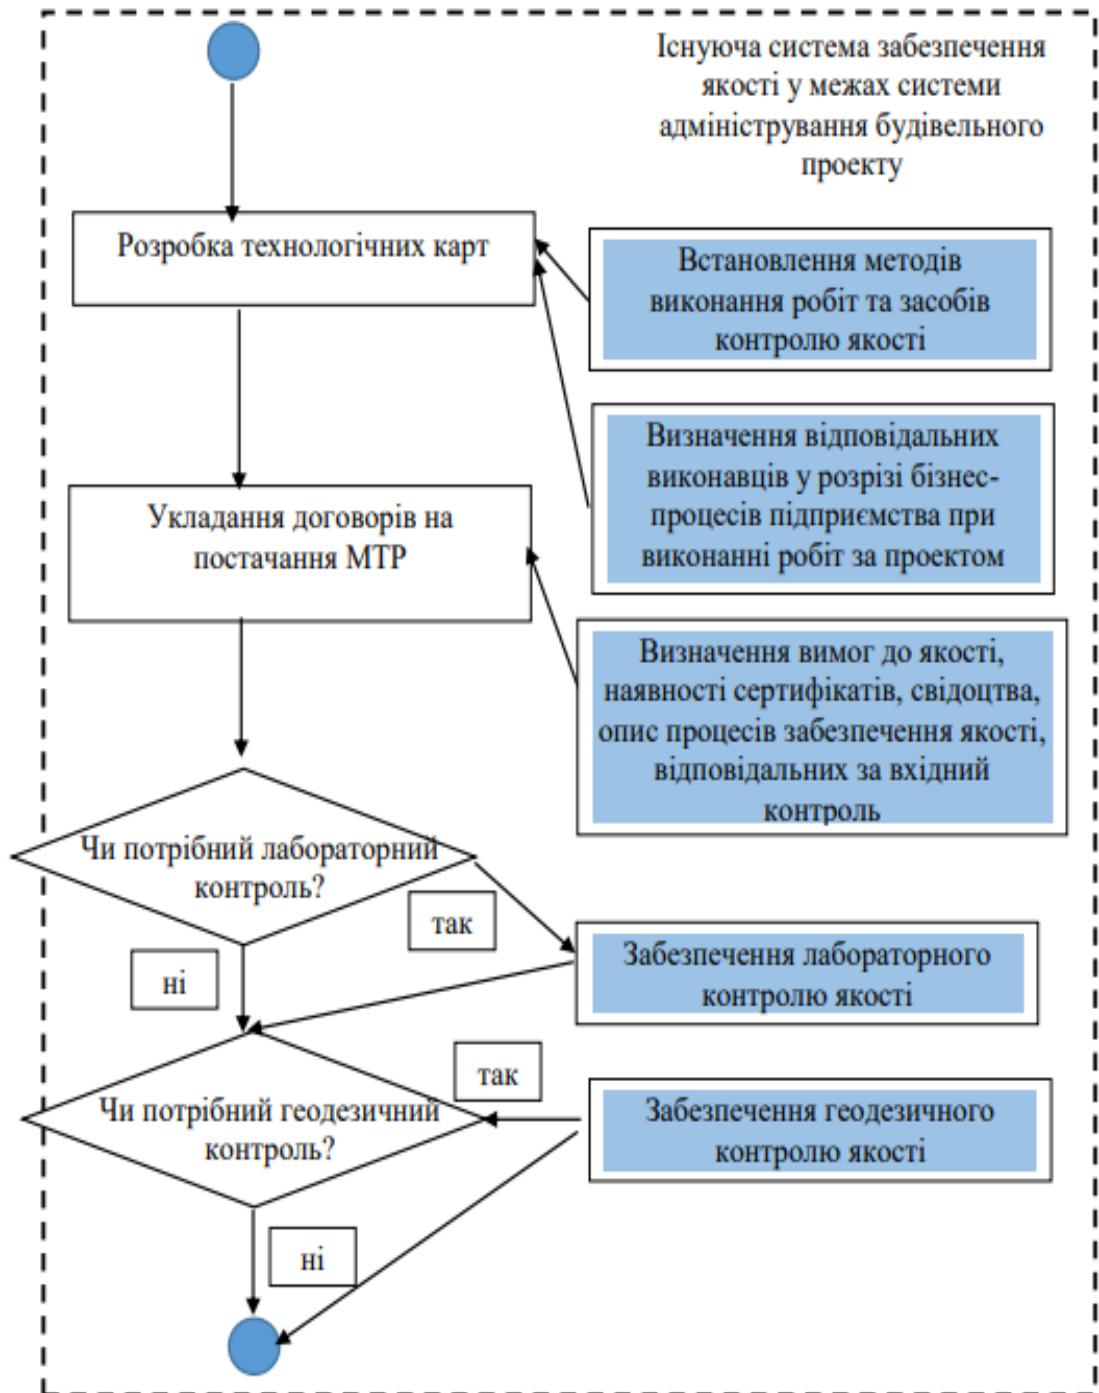 Існуюча система забезпечення
якості у межах системи
адміністрування будівельного
проекту
Розробка технологічних карт
Встановлення методів
виконання робіт та засобів
контролю якості
Визначення відповідальних
виконавців у розрізі бізнес-
процесів підприємства при
виконанні робіт за проектом
Укладання договорів на
постачання МТР
Визначення вимог до якості,
наявності сертифікатів, свідоцтва,
опис процесів забезпечення якості,
відповідальних за вхідний
контроль
Чи потрібний лабораторний
контроль?
так
ні
Забезпечення лабораторного
контролю якості
Чи потрібний геодезичний
контроль?
так
Забезпечення геодезичного
контролю якості
ні